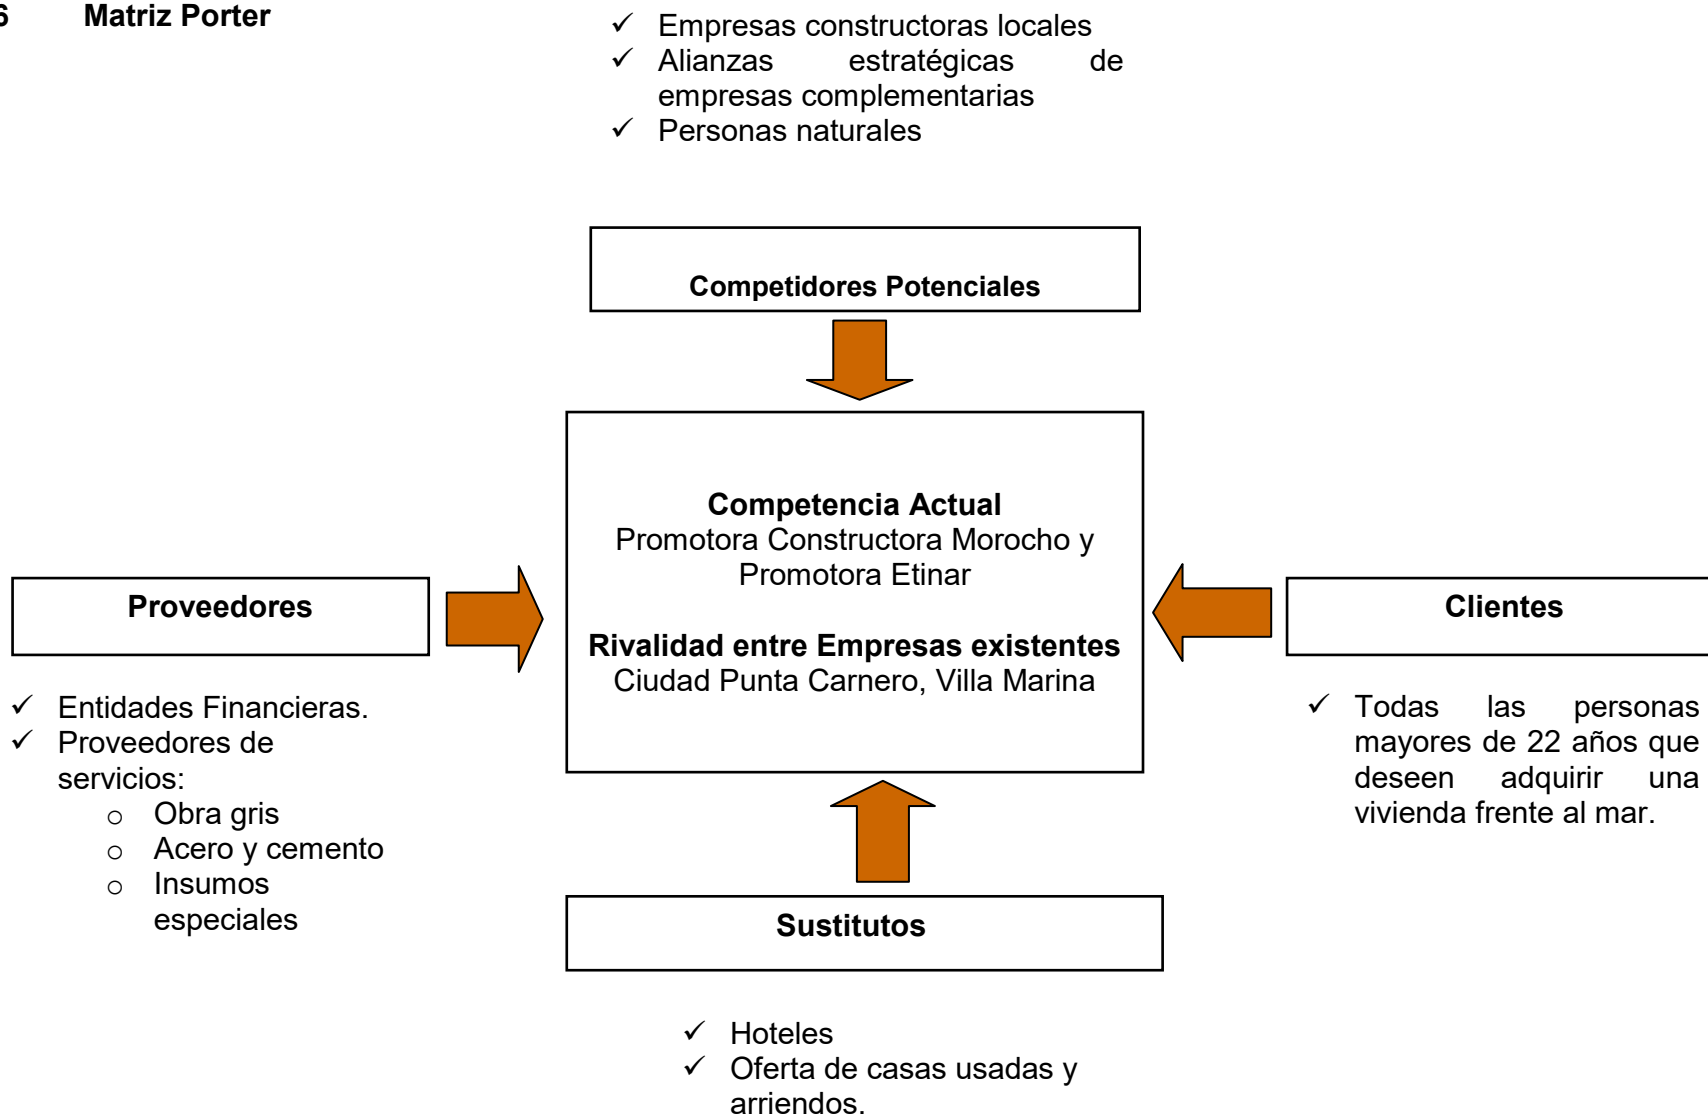 6 Matriz Porter
✓ Empresas constructoras locales
✓ Alianzas estratégicas de
empresas complementarias
✓ Personas naturales
Competidores Potenciales
Competencia Actual
Promotora Constructora Morocho y
Promotora Etinar
Rivalidad entre Empresas existentes
Ciudad Punta Carnero, Villa Marina
Proveedores
✓ Entidades Financieras.
✓ Proveedores de
servicios:
o Obra gris
o Acero y cemento
o Insumos
especiales
Clientes
✓ Todas las personas
mayores de 22 años que
deseen adquirir una
vivienda frente al mar.
Sustitutos
✓ Hoteles
✓ Oferta de casas usadas y
arriendos.